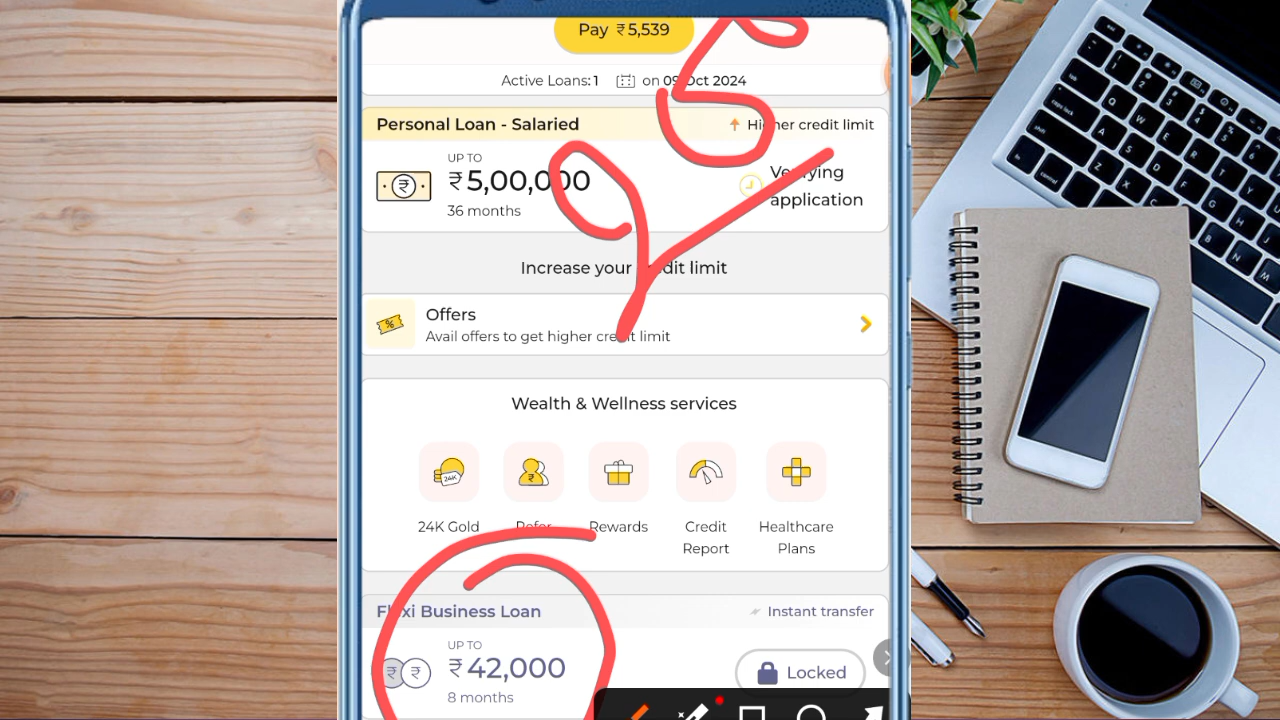 Pay ₹5,539
Active Loans: 1 on 09 Oct 2024
Personal Loan - Salaried
Higher credit limit
UP TO
₹5,00,000
36 months
Verifying
application
Increase your credit limit
Offers
Avail offers to get higher credit limit
Wealth & Wellness services
24K
24K Gold
Refer
Rewards
Credit
Report
Healthcare
Plans
Flexi Business Loan
Instant transfer
UP TO
₹42,000
8 months
Locked